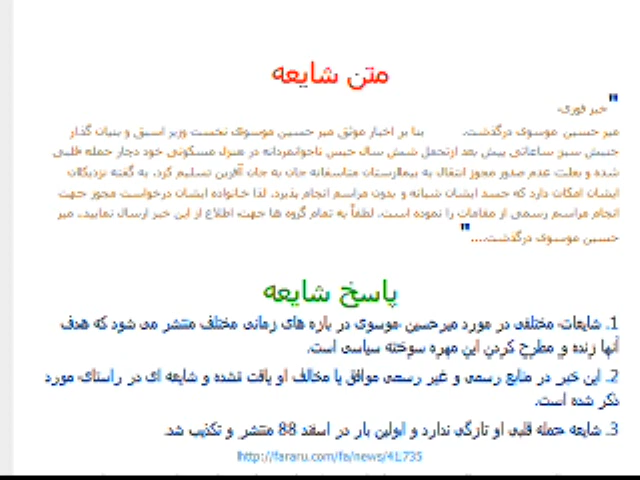 متن شایعه
"خبر فوری.
میر حسین موسوی درگذشت. بنا بر اخبار موثق میر حسین موسوی نخست وزیر اسبق و بنیان گذار
جنبش سبز ساعاتی پیش بعد ازتحمل شش سال حبس ناجوانمردانه در منزل مسکونی خود دچار حمله قلبی
شده و بعلت عدم صدور مجوز انتقال به بیمارستان متاسفانه جان به جان آفرین تسلیم کرد. به گفته نزدیکان
ایشان امکان دارد که جسد ایشان شبانه و بدون مراسم انجام پذیرد. لذا خانواده ایشان درخواست مجوز جهت
انجام مراسم رسمی از مقامات را نموده است. لطفاً به تمام گروه ها جهت اطلاع از این خبر ارسال نمایید. میر
حسین موسوی درگذشت...."
پاسخ شایعه
1. شایعات مختلفی در مورد میرحسین موسوی در بازه های زمانی مختلف منتشر می شود که هدف
آنها زنده و مطرح کردن این مهره سوخته سیاسی است.
2. این خبر در منابع رسمی و غیر رسمی موافق یا مخالف او یافت نشده و شایعه ای در راستای مورد
ذکر شده است.
3. شایعه حمله قلبی او تازگی ندارد و اولین بار در اسفند 88 منتشر و تکذیب شد.
http://fararu.com/fa/news/41735